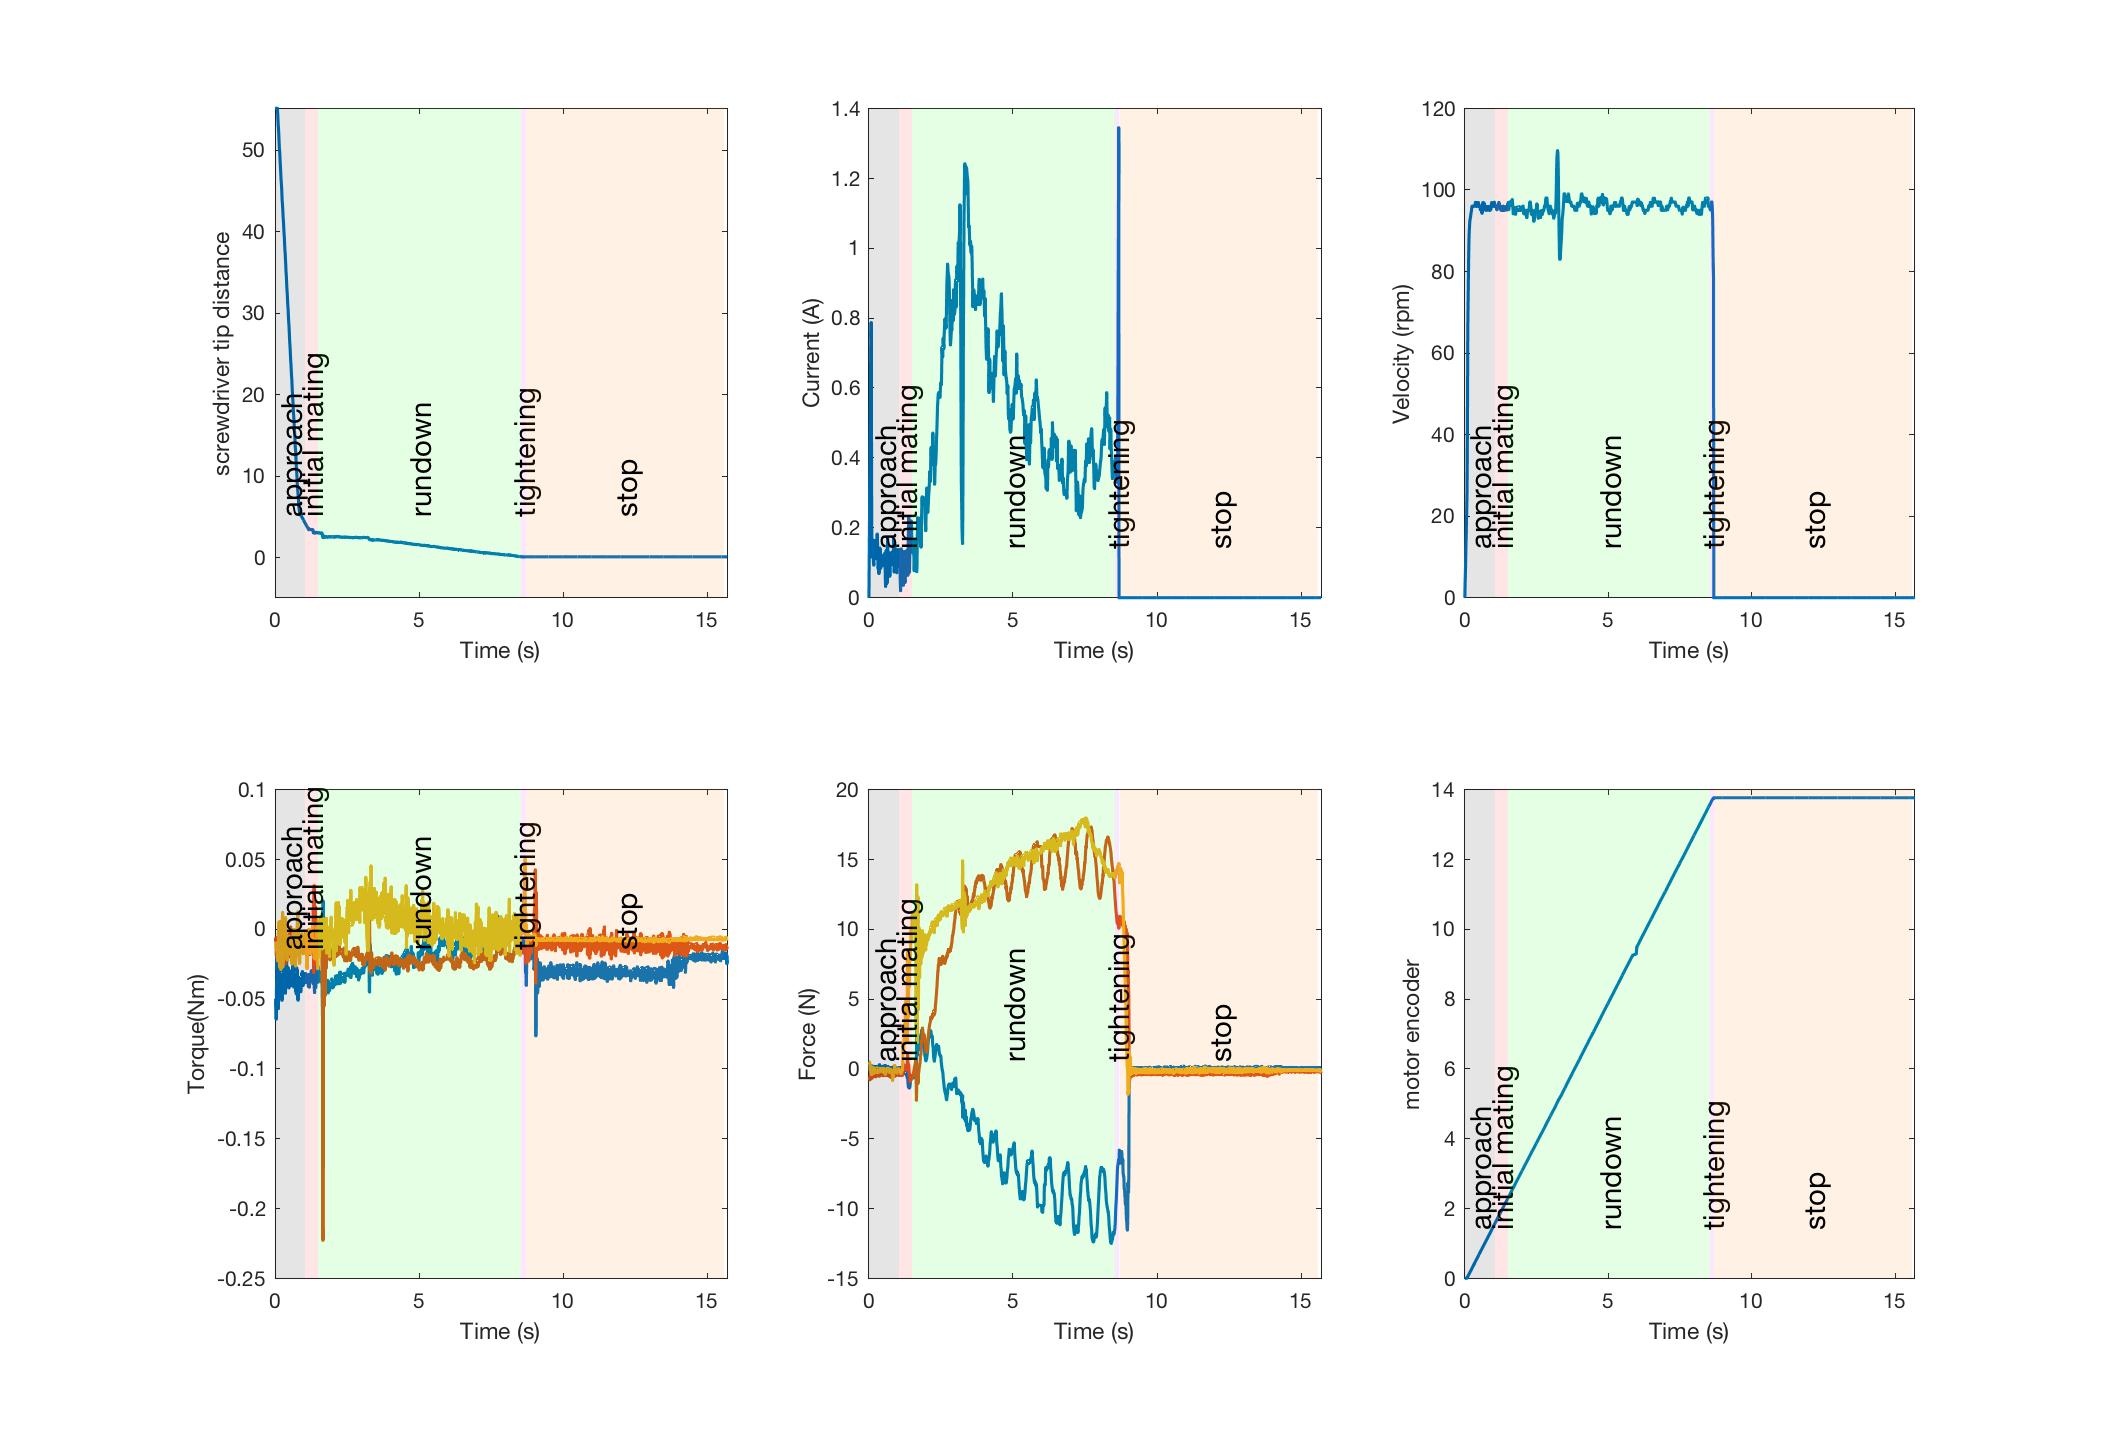 screwdriver tip distance
50
40
30
20
10
0
approach
initial mating
rundown
tightening
stop
0 5 10 15
Time (s)
Current (A)
1.4
1.2
1
0.8
0.6
0.4
0.2
0
approach
initial mating
rundown
tightening
stop
0 5 10 15
Time (s)
Velocity (rpm)
120
100
80
60
40
20
0
approach
initial mating
rundown
tightening
stop
0 5 10 15
Time (s)
Torque(Nm)
0.1
0.05
0
-0.05
-0.1
-0.15
-0.2
-0.25
approach
initial mating
rundown
tightening
stop
0 5 10 15
Time (s)
Force (N)
20
15
10
5
0
-5
-10
-15
approach
initial mating
rundown
tightening
stop
0 5 10 15
Time (s)
motor encoder
14
12
10
8
6
4
2
0
approach
initial mating
rundown
tightening
stop
0 5 10 15
Time (s)